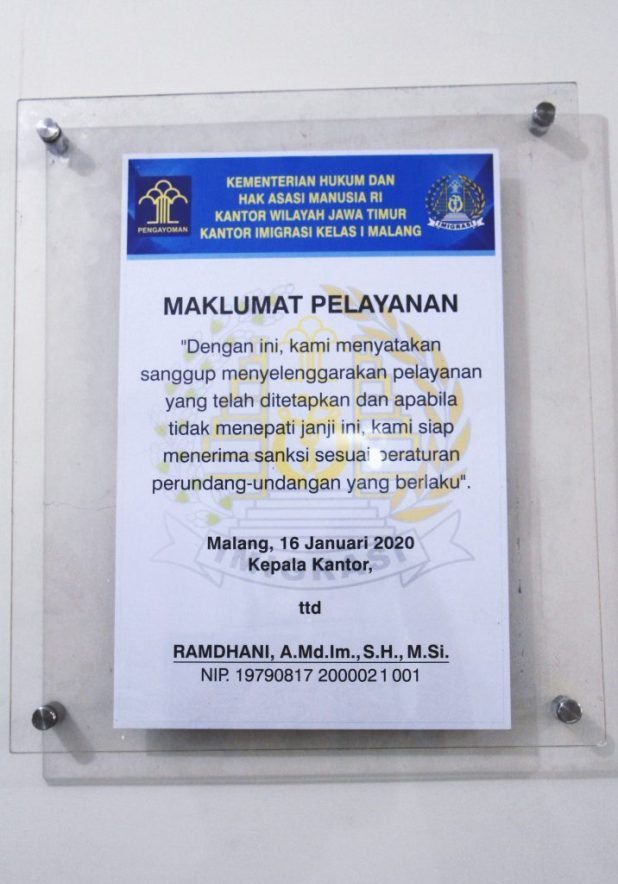 KEMENTERIAN HUKUM DAN
HAK ASASI MANUSIA RI
KANTOR WILAYAH JAWA TIMUR
KANTOR IMIGRASI KELAS I MALANG
PENGAYOMAN
IMIGRASI
MAKLUMAT PELAYANAN
"Dengan ini, kami menyatakan
sanggup menyelenggarakan pelayanan
yang telah ditetapkan dan apabila
tidak menepati janji ini, kami siap
menerima sanksi sesuai peraturan
perundang-undangan yang berlaku".
Malang, 16 Januari 2020
Kepala Kantor,
IMIGRASI
ttd
RAMDHANI, A.Md.Im., S.H., M.Si.
NIP. 19790817 200002 1 001